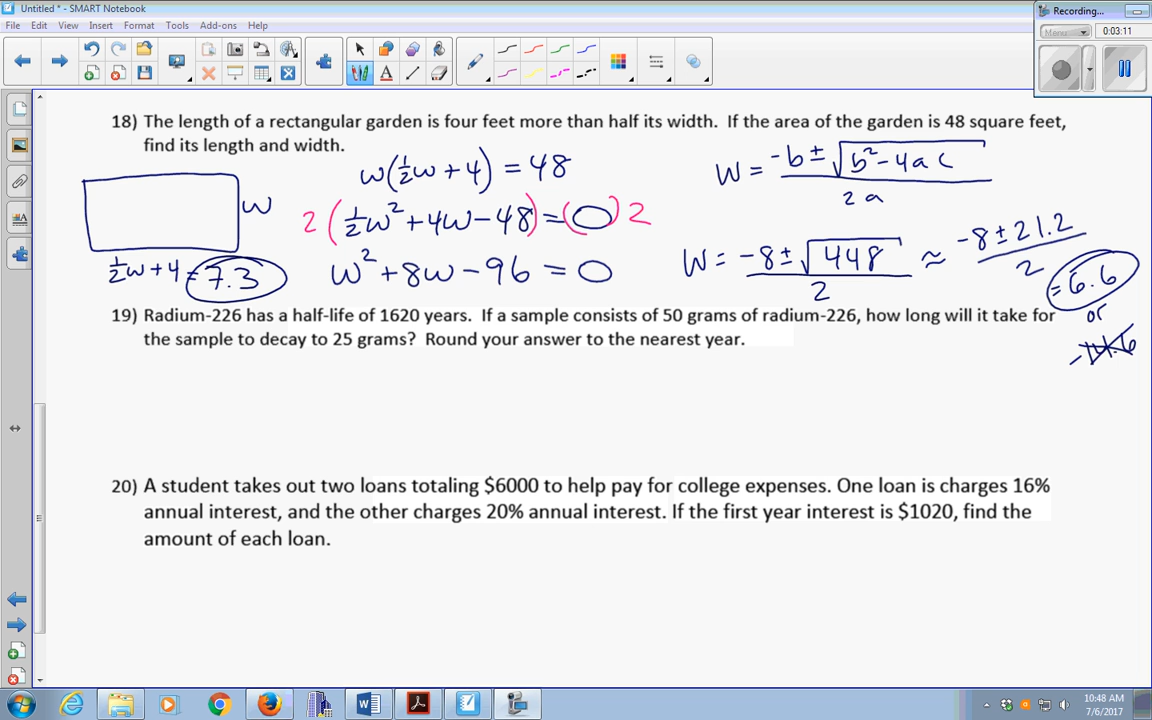 Untitled * - SMART Notebook
File Edit View Insert Format Tools Add-ons Help
Recording...
Menu
0:03:11
18) The length of a rectangular garden is four feet more than half its width. If the area of the garden is 48 square feet,
find its length and width.
w(½w + 4) = 48
w = -b ± √b² - 4ac
2a
w
2(½w² + 4w - 48) = (0)2
½w + 4 = 7.3
w² + 8w - 96 = 0
w = -8 ± √448 ≈ -8 ± 21.2
2 2
= 6.6
or
-14.6
19) Radium-226 has a half-life of 1620 years. If a sample consists of 50 grams of radium-226, how long will it take for
the sample to decay to 25 grams? Round your answer to the nearest year.
20) A student takes out two loans totaling $6000 to help pay for college expenses. One loan is charges 16%
annual interest, and the other charges 20% annual interest. If the first year interest is $1020, find the
amount of each loan.
10:48 AM
7/6/2017